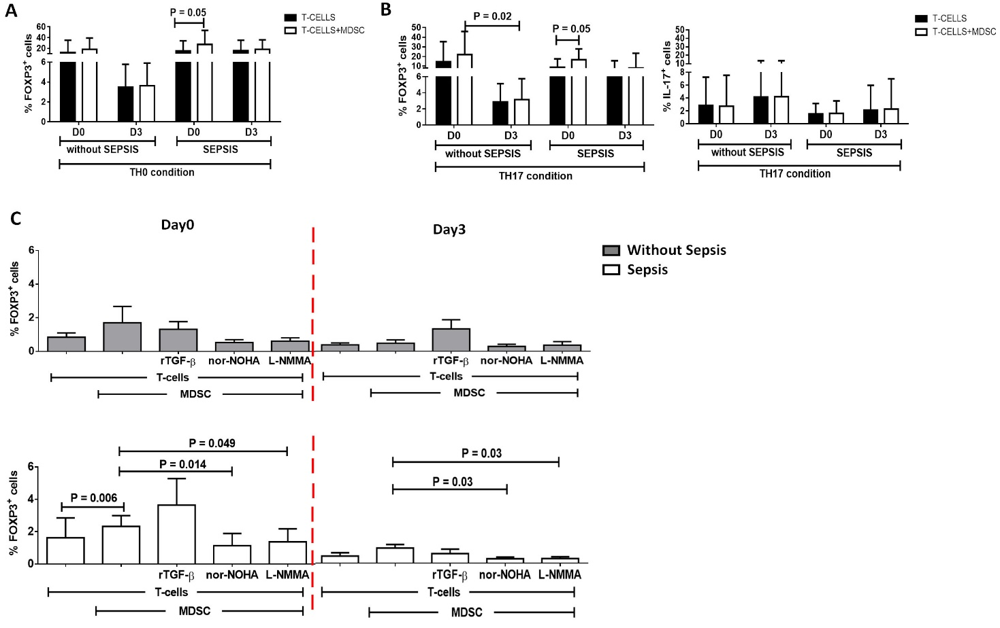 A
P = 0.05
T-CELLS
T-CELLS+MDSC
% FOXP3+ cells
60
40
20
6
4
2
0
D0 D3 D0 D3
without SEPSIS SEPSIS
TH0 condition
B
P = 0.02
P = 0.05
% FOXP3+ cells
50
40
30
20
10
6
4
2
0
D0 D3 D0 D3
without SEPSIS SEPSIS
TH17 condition
T-CELLS
T-CELLS+MDSC
% IL-17+ cells
50
40
30
20
10
8
6
4
2
0
D0 D3 D0 D3
without SEPSIS SEPSIS
TH17 condition
C
Day0
Day3
Without Sepsis
Sepsis
% FOXP3+ cells
6
4
2
0
rTGF-β nor-NOHA L-NMMA rTGF-β nor-NOHA L-NMMA
T-cells T-cells
MDSC MDSC
P = 0.049
P = 0.014
P = 0.006
P = 0.03
P = 0.03
% FOXP3+ cells
6
4
2
0
rTGF-β nor-NOHA L-NMMA rTGF-β nor-NOHA L-NMMA
T-cells T-cells
MDSC MDSC